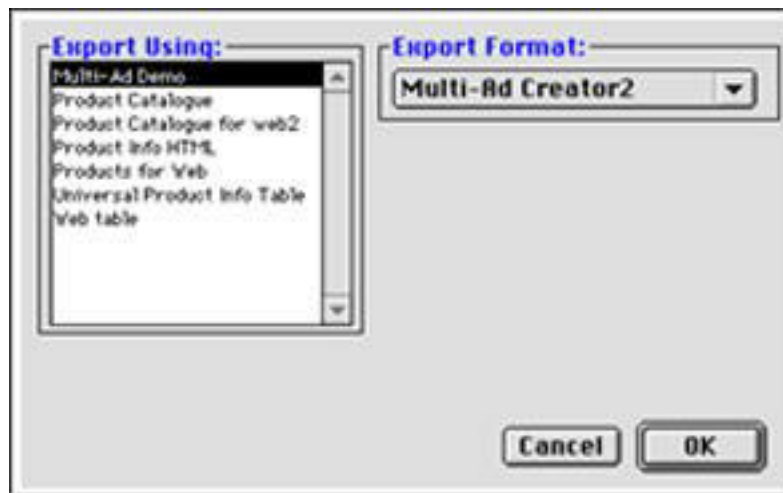 Export Using:
Multi-Ad Demo
Product Catalogue
Product Catalogue for web2
Product Info HTML
Products for Web
Universal Product Info Table
Web table
Export Format:
Multi-Ad Creator2
Cancel
OK